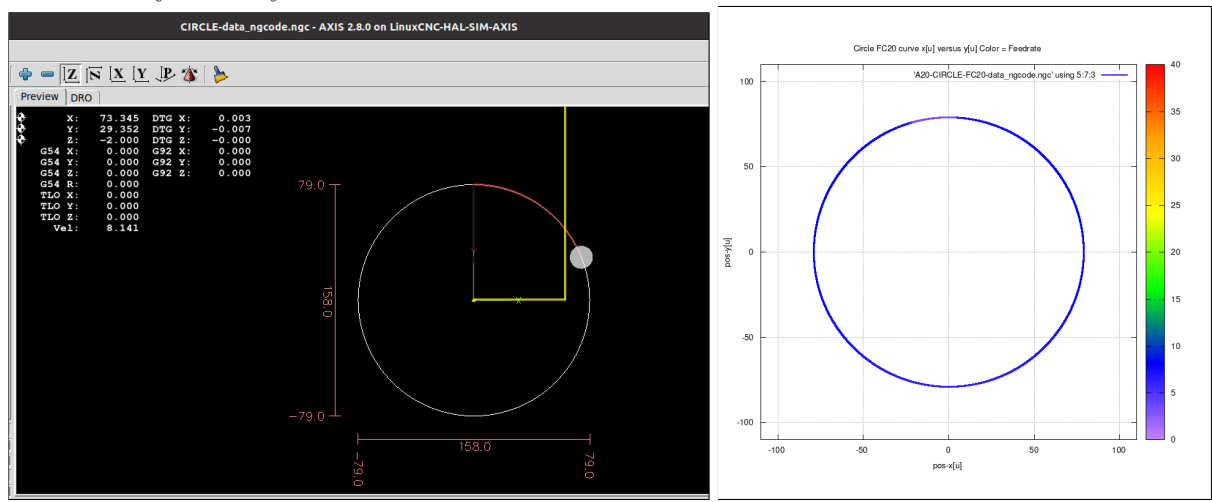 CIRCLE-data_ngcode.ngc - AXIS 2.8.0 on LinuxCNC-HAL-SIM-AXIS
Z N X Y P
Preview DRO
X: 73.345 DTG X: 0.003
Y: 29.352 DTG Y: -0.007
Z: -2.000 DTG Z: -0.000
G54 X: 0.000 G92 X: 0.000
G54 Y: 0.000 G92 Y: 0.000
G54 Z: 0.000 G92 Z: 0.000
G54 R: 0.000
TLO X: 0.000
TLO Y: 0.000
TLO Z: 0.000
Vel: 8.141
79.0
Y
158.0
X
-79.0
158.0
-79.0
79.0
Circle FC20 curve x[u] versus y[u] Color = Feedrate
'A20-CIRCLE-FC20-data_ngcode.ngc' using 5:7:3
100
50
0
-50
-100
pos-y[u]
-100 -50 0 50 100
pos-x[u]
40
35
30
25
20
15
10
5
0